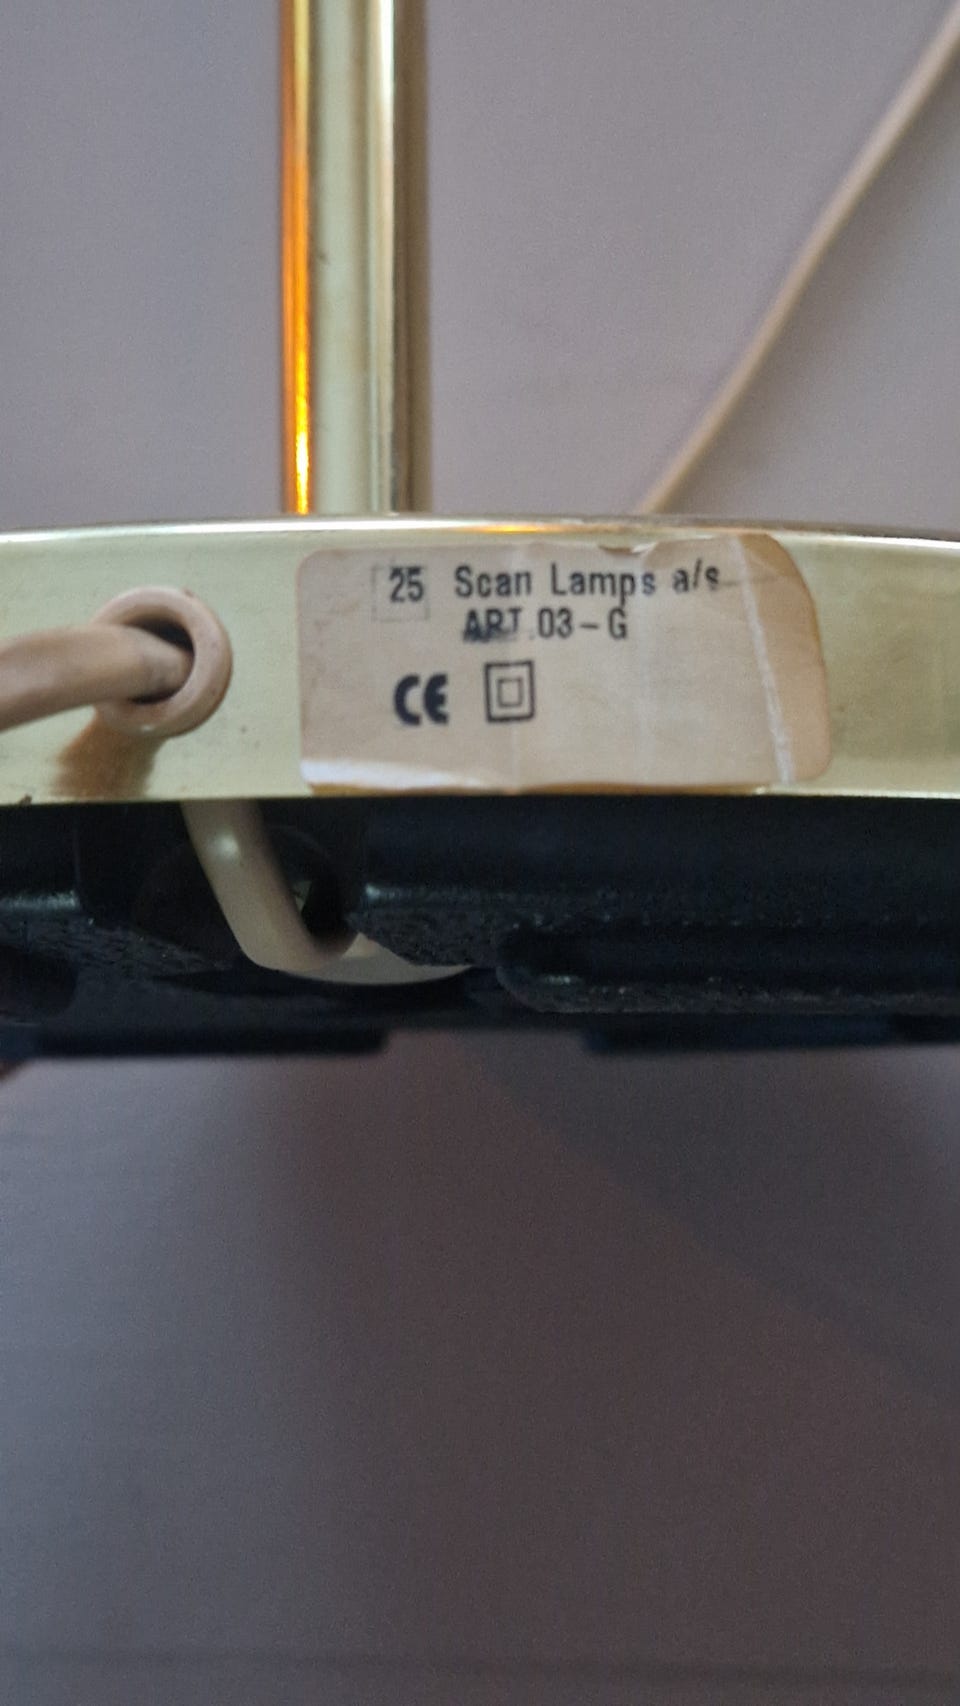 25 Scan Lamps a/s
ART.03-G
CE